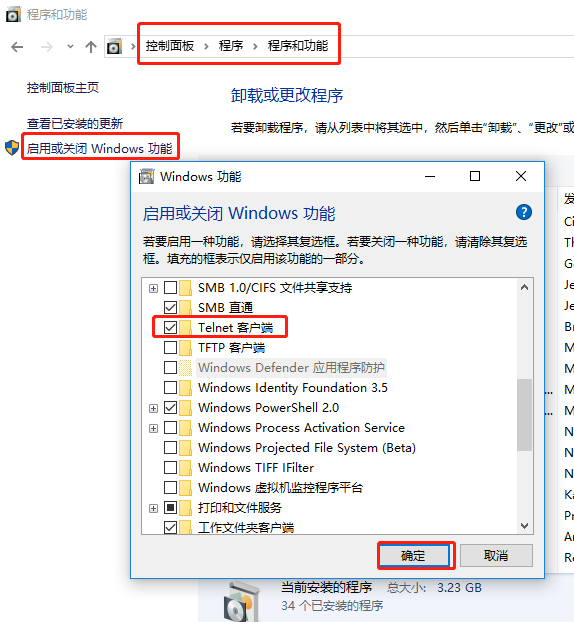 程序和功能
控制面板 > 程序 > 程序和功能
控制面板主页
卸载或更改程序
查看已安装的更新
若要卸载程序，请从列表中将其选中，然后单击“卸载”、“更改”或
启用或关闭 Windows 功能
Windows 功能
启用或关闭 Windows 功能
若要启用一种功能，请选择其复选框。若要关闭一种功能，请清除其复选
框。填充的框表示仅启用该功能的一部分。
SMB 1.0/CIFS 文件共享支持
SMB 直通
Telnet 客户端
TFTP 客户端
Windows Defender 应用程序防护
Windows Identity Foundation 3.5
Windows PowerShell 2.0
Windows Process Activation Service
Windows Projected File System (Beta)
Windows TIFF IFilter
Windows 虚拟机监控程序平台
打印和文件服务
工作文件夹客户端
确定
取消
发
Ci
Th
G
Je
Je
Br
M
M
... M
... M
N
N
N
Ka
Pr
An
Re
当前安装的程序 总大小: 3.23 GB
34 个已安装的程序